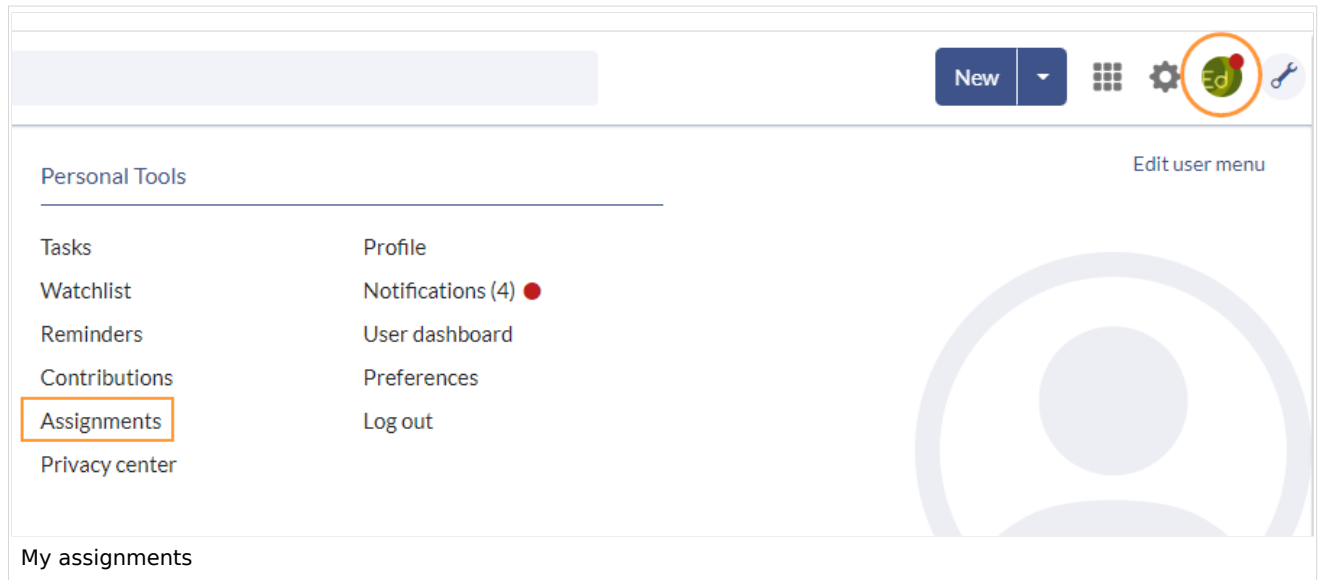 New
Ed
Personal Tools
Edit user menu
Tasks
Profile
Watchlist
Notifications (4)
Reminders
User dashboard
Contributions
Preferences
Assignments
Log out
Privacy center
My assignments